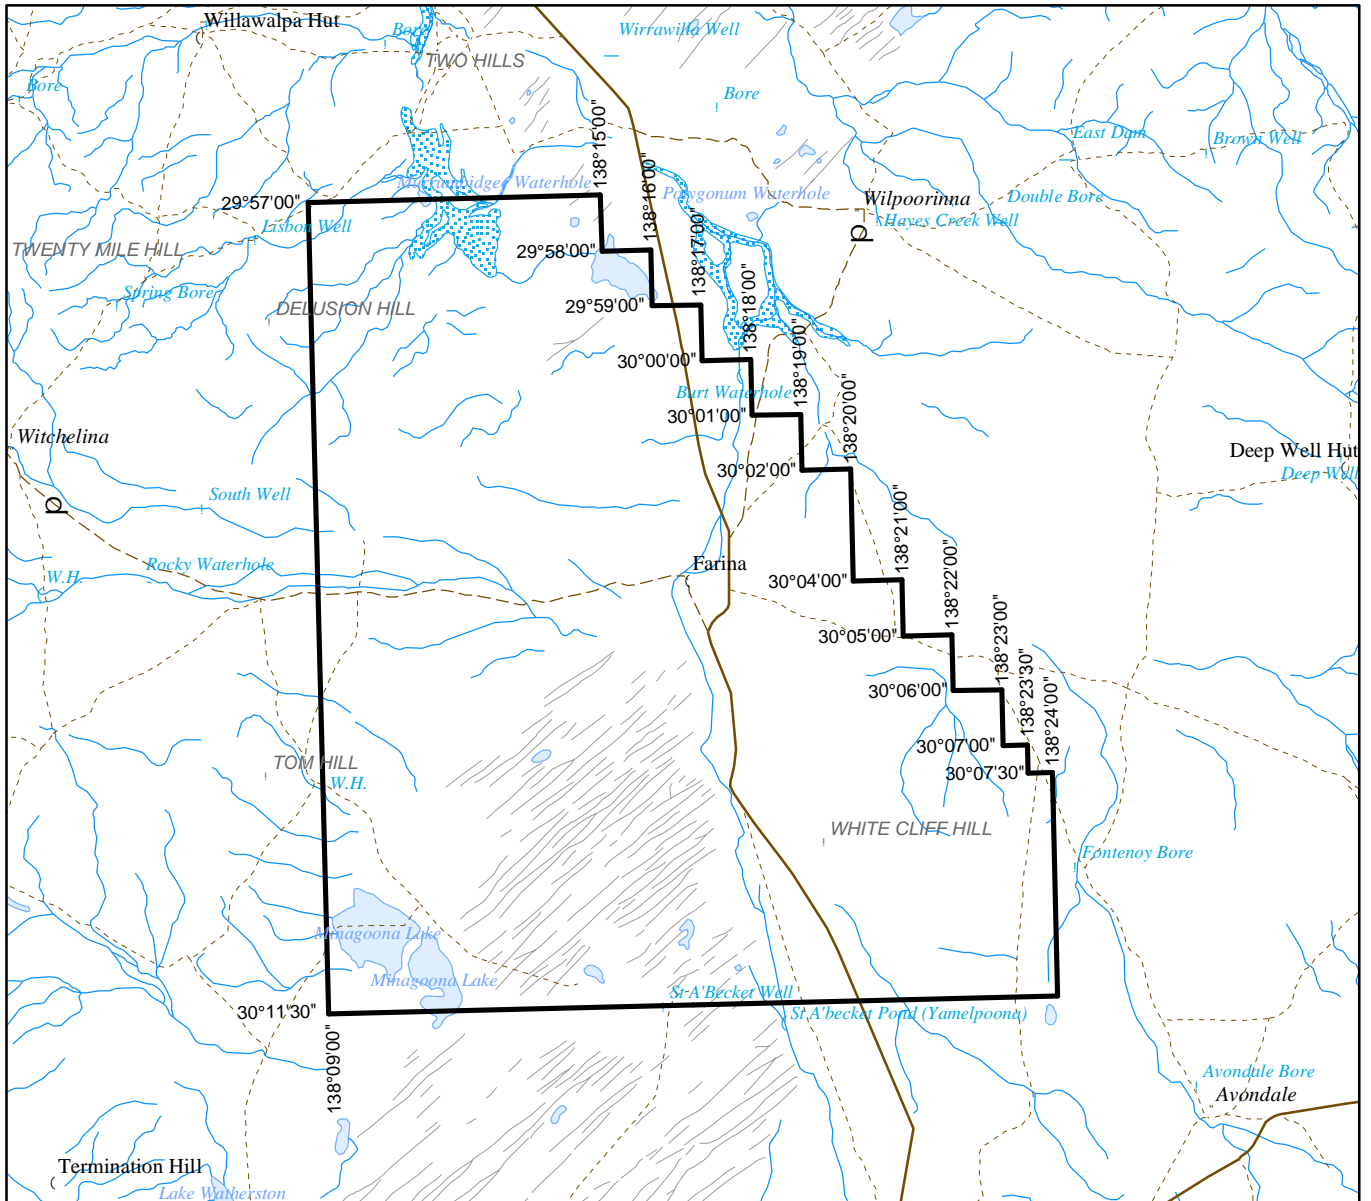 Willawalpa Hut
Bore
Wirrawilla Well
TWO HILLS
Bore
Bore
East Dam
Brown Well
138°15'00"
138°16'00"
Murrumbidgee Waterhole
Polygonum Waterhole
Wilpoorinna
Double Bore
29°57'00"
Lisbon Well
Hayes Creek Well
138°17'00"
TWENTY MILE HILL
29°58'00"
138°18'00"
Spring Bore
DELUSION HILL
29°59'00"
138°19'00"
30°00'00"
Burt Waterhole
30°01'00"
138°20'00"
Witchelina
Deep Well Hut
30°02'00"
Deep Well
South Well
138°21'00"
Rocky Waterhole
Farina
W.H.
30°04'00"
138°22'00"
30°05'00"
138°23'00"
30°06'00"
138°23'30"
138°24'00"
30°07'00"
TOM HILL
30°07'30"
W.H.
WHITE CLIFF HILL
Fontenoy Bore
Minagoona Lake
Minagoona Lake
St A'Becket Well
30°11'30"
St A'becket Pond (Yamelpoona)
138°09'00"
Avondale Bore
Avondale
Termination Hill
Lake Watherston